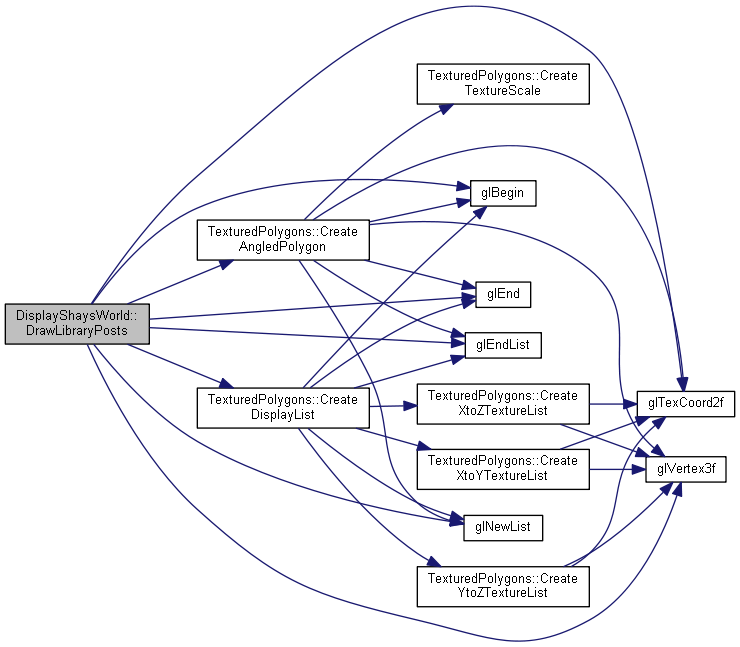 TexturedPolygons::Create
TextureScale
glBegin
TexturedPolygons::Create
AngledPolygon
glEnd
DisplayShaysWorld::
DrawLibraryPosts
glEndList
TexturedPolygons::Create
DisplayList
TexturedPolygons::Create
XtoZTextureList
glTexCoord2f
TexturedPolygons::Create
XtoYTextureList
glVertex3f
glNewList
TexturedPolygons::Create
YtoZTextureList